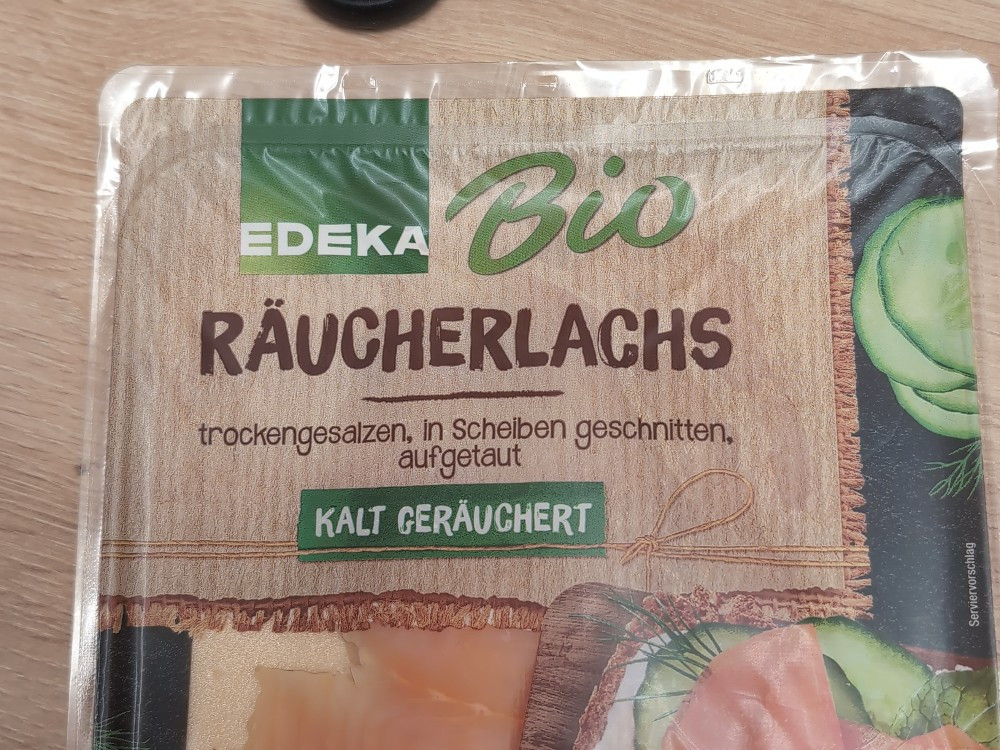 EDEKA
Bio
RÄUCHERLACHS
trockengesalzen, in Scheiben geschnitten,
aufgetaut
KALT GERÄUCHERT
Serviervorschlag